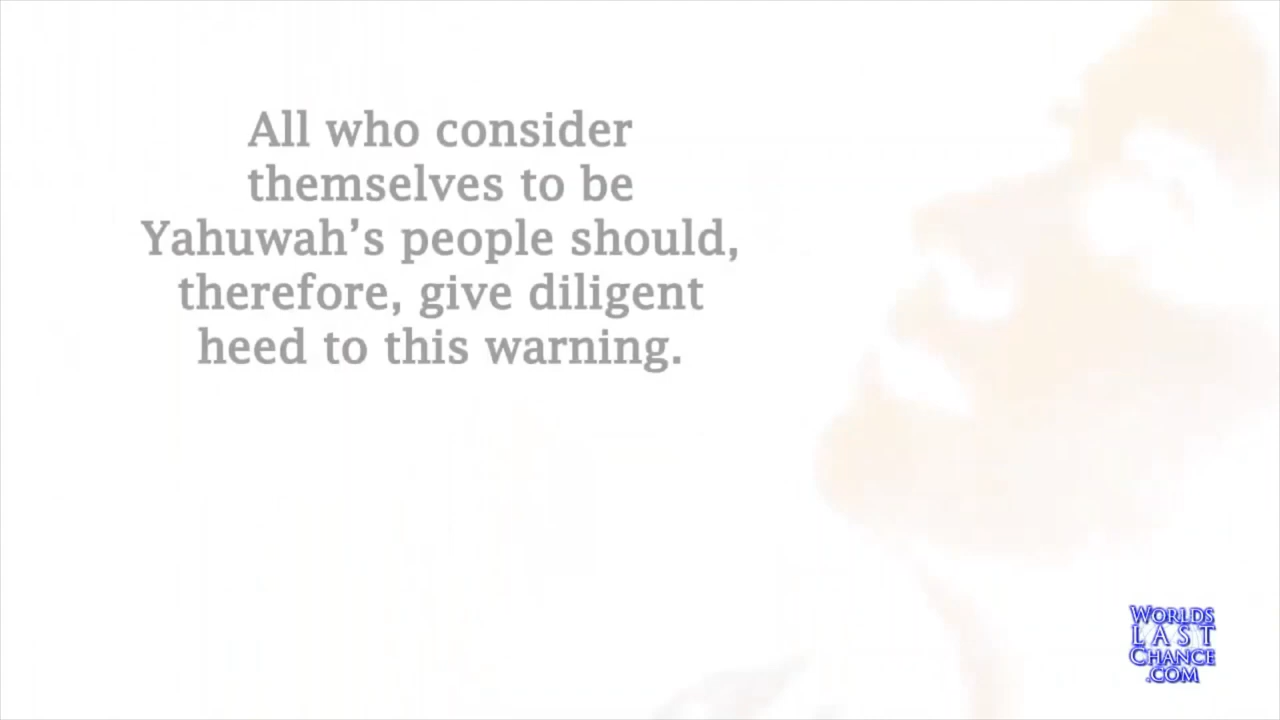 All who consider
themselves to be
Yahuwah’s people should,
therefore, give diligent
heed to this warning.
WORLDS
LAST
CHANCE
.COM